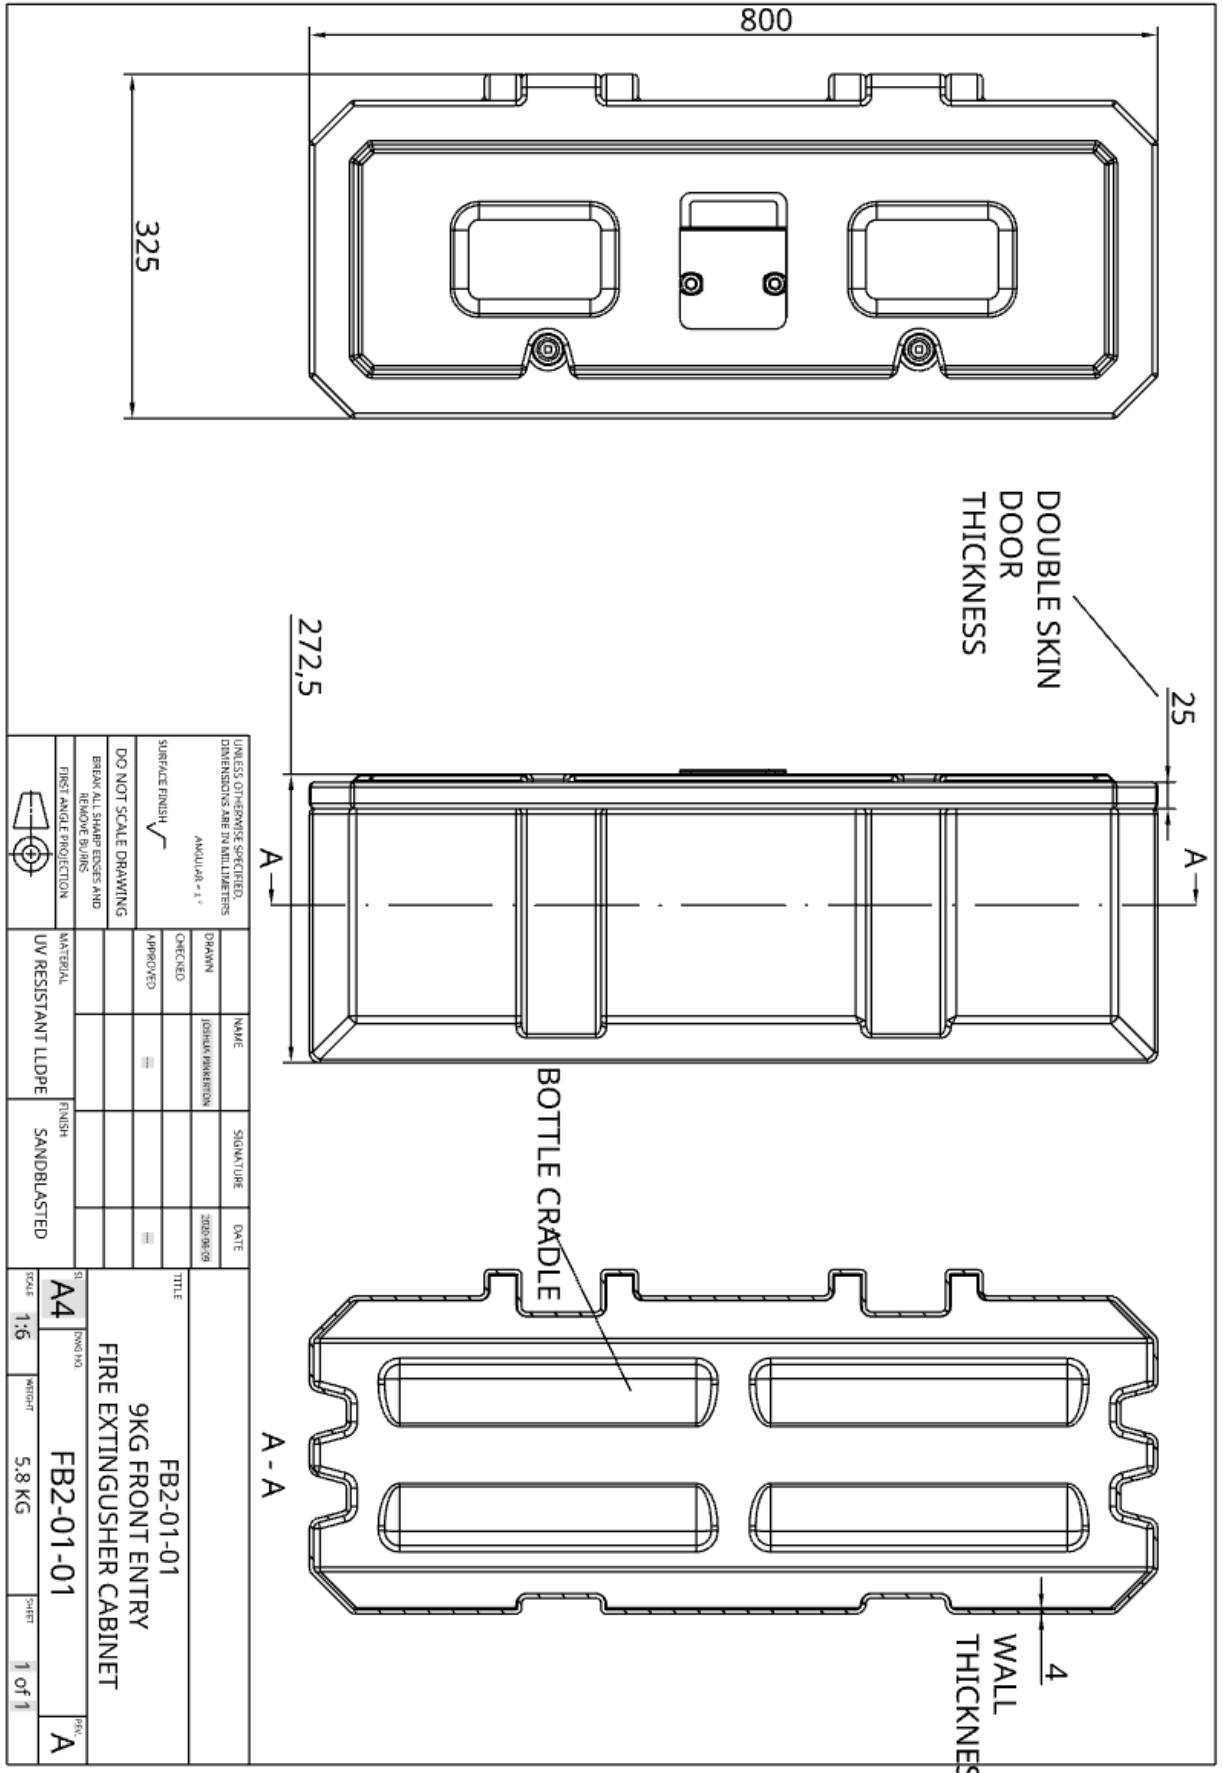 800
325
DOUBLE SKIN
DOOR
THICKNESS
25
272,5
A
A
BOTTLE CRADLE
A - A
4
WALL
THICKNES
UNLESS OTHERWISE SPECIFIED,
DIMENSIONS ARE IN MILLIMETERS
ANGULAR = ± °
SURFACE FINISH
DO NOT SCALE DRAWING
BREAK ALL SHARP EDGES AND
REMOVE BURRS
FIRST ANGLE PROJECTION
NAME
SIGNATURE
DATE
DRAWN
JOSHUA PINKERTON
2020-06-09
CHECKED
APPROVED
---
---
MATERIAL
UV RESISTANT LLDPE
FINISH
SANDBLASTED
TITLE
FB2-01-01
9KG FRONT ENTRY
FIRE EXTINGUSHER CABINET
SI
A4
DWG NO.
FB2-01-01
REV.
A
SCALE
1:6
WEIGHT
5.8 KG
SHEET
1 of 1